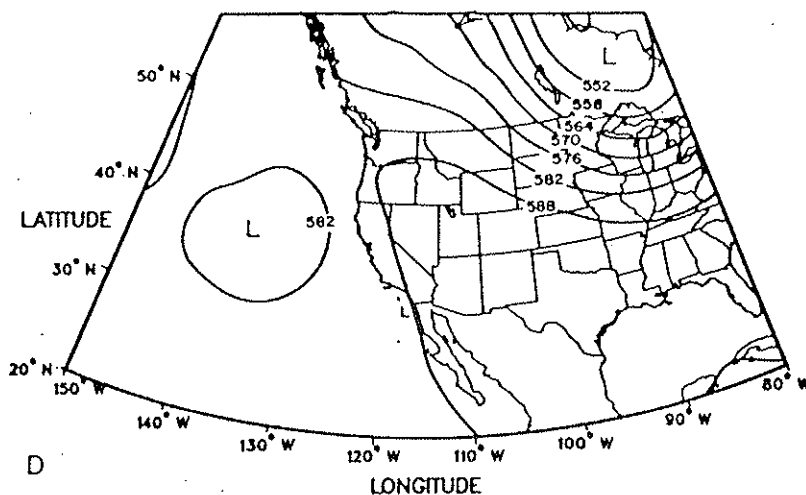 L
50° N
552
558
564
570
40° N
576
582
588
LATITUDE
L
582
30° N
L
20° N
150° W
80° W
140° W
90° W
130° W
100° W
120° W
110° W
D
LONGITUDE